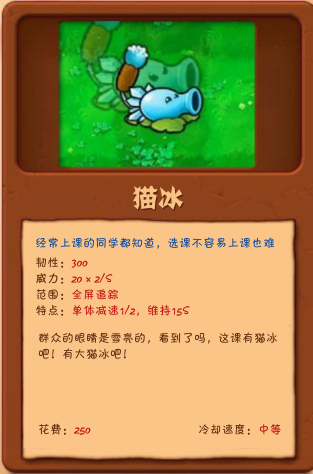 猫冰
经常上课的同学都知道，选课不容易上课也难
韧性：300
威力：20×2/S
范围：全屏追踪
特点：单体减速1/2，维持15S
群众的眼睛是雪亮的，看到了吗，这课有猫冰
吧！有大猫冰吧！
花费：250 冷却速度：中等